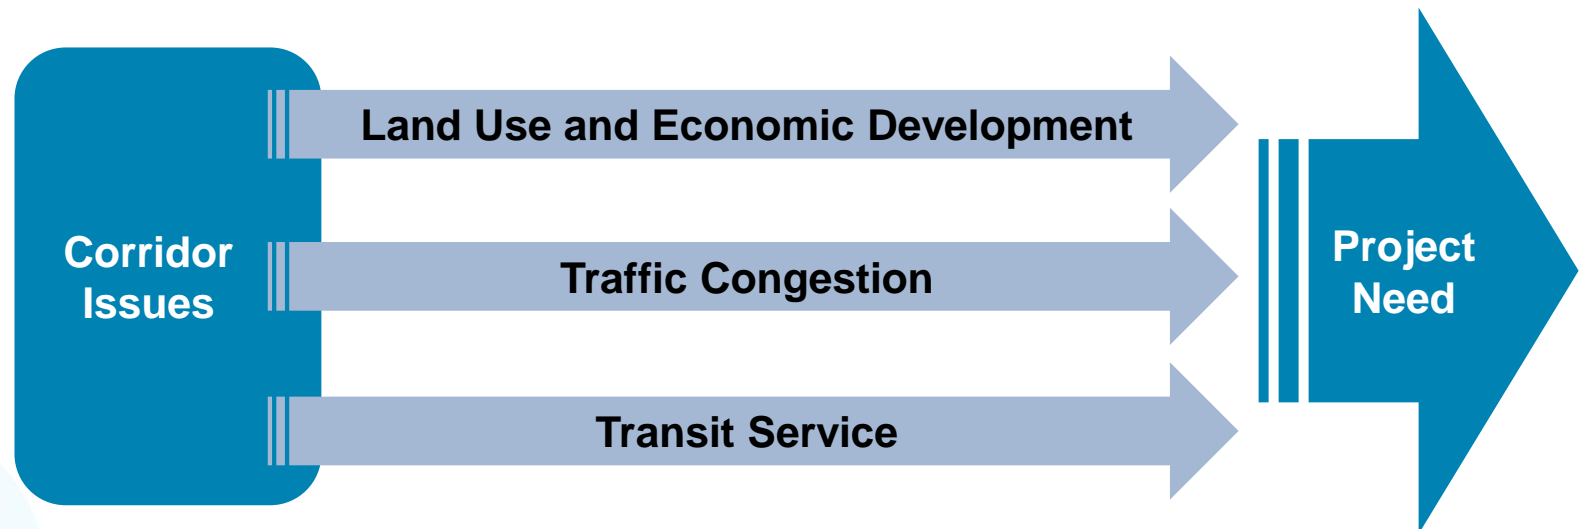 Corridor
Issues
Land Use and Economic Development
Traffic Congestion
Transit Service
Project
Need